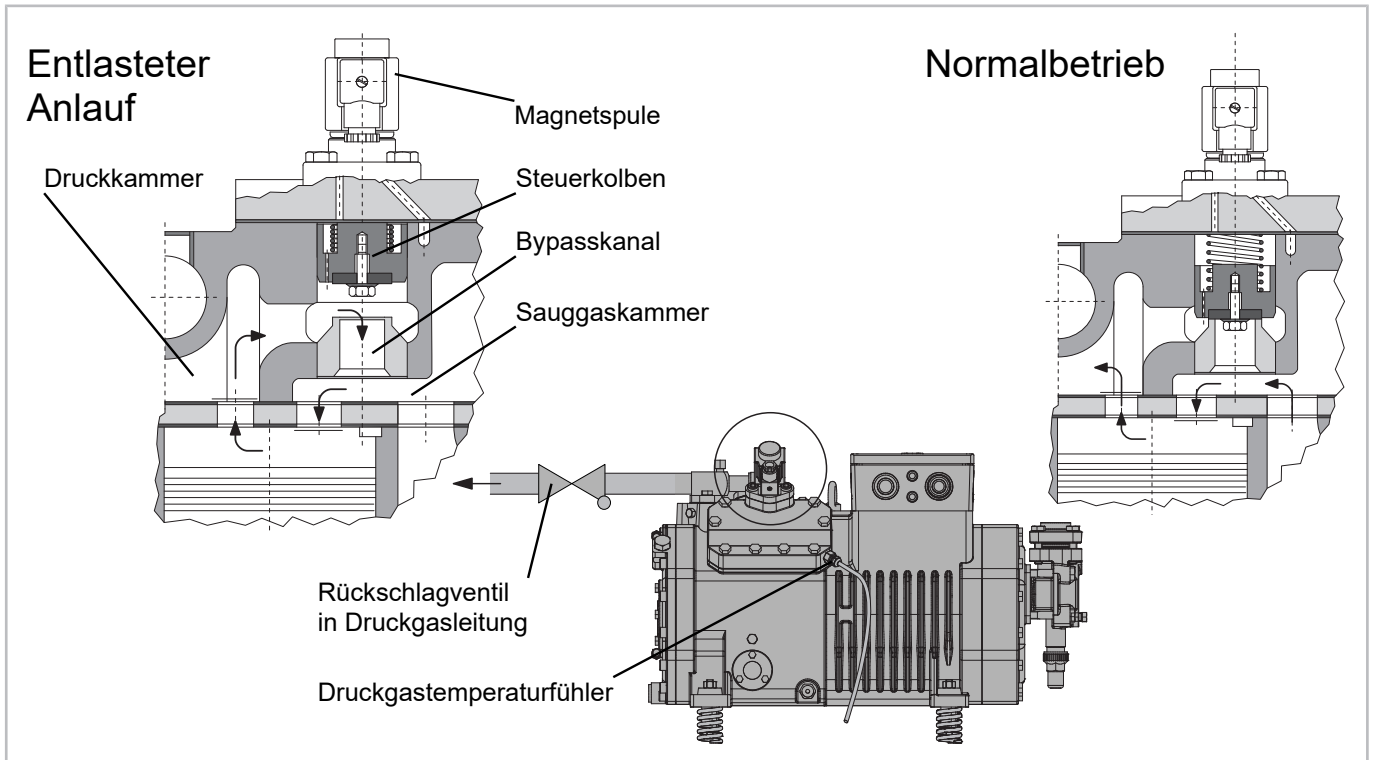 Entlasteter
Anlauf
Normalbetrieb
Magnetspule
Druckkammer
Steuerkolben
Bypasskanal
Sauggaskammer
Rückschlagventil
in Druckgasleitung
Druckgastemperaturfühler